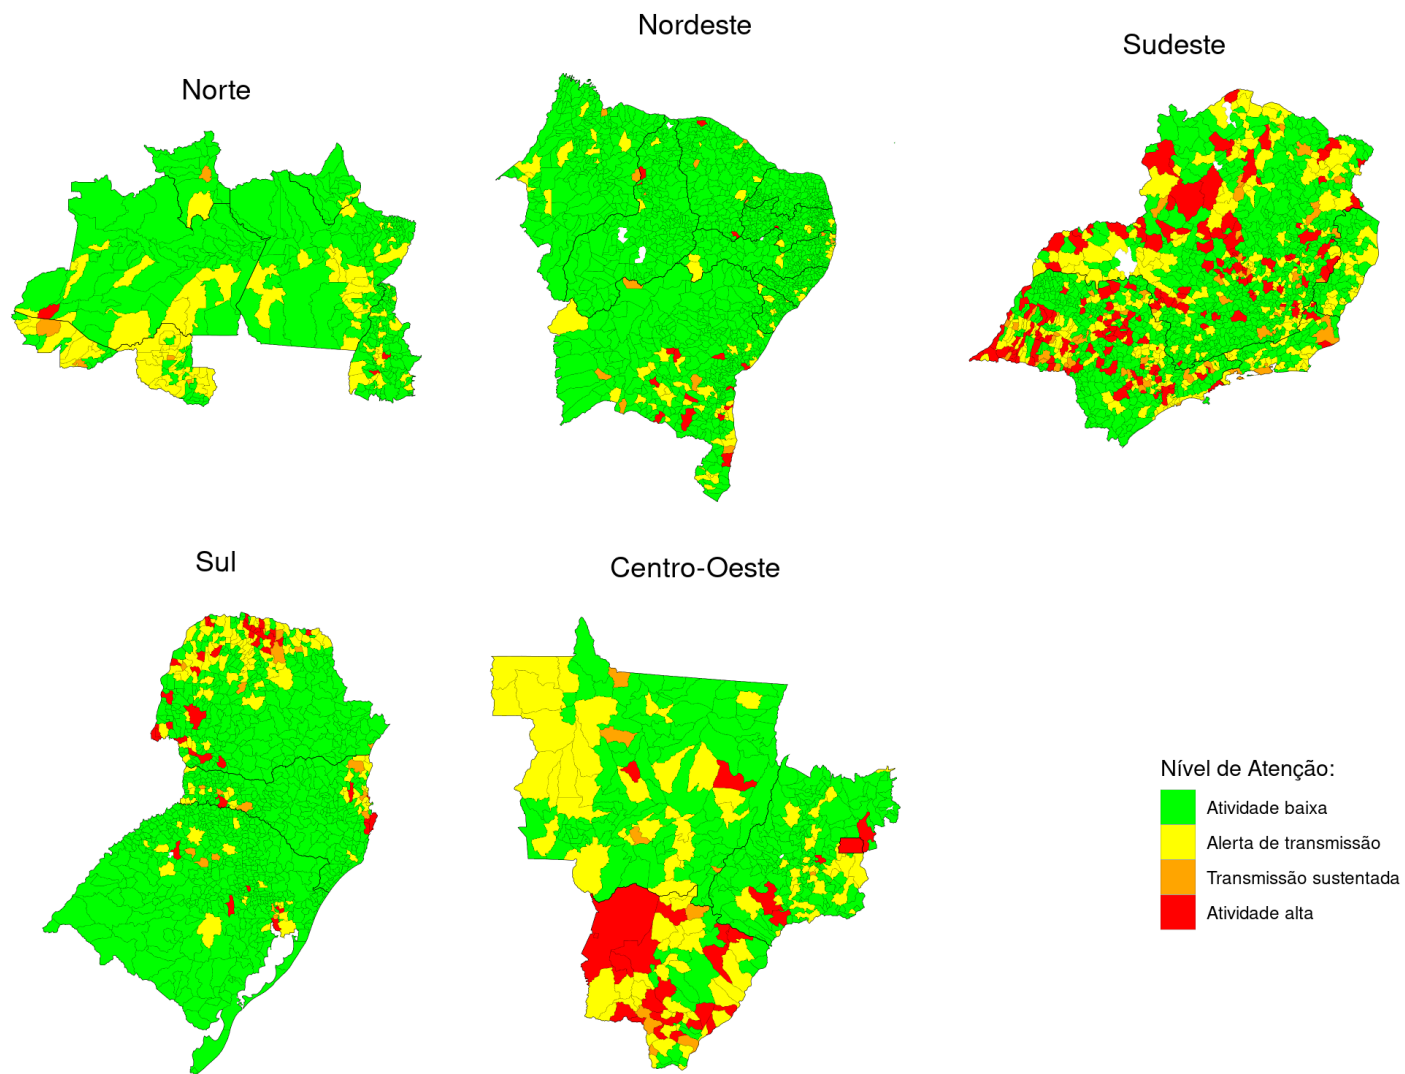 Norte
Nordeste
Sudeste
Sul
Centro-Oeste
Nível de Atenção:
Atividade baixa
Alerta de transmissão
Transmissão sustentada
Atividade alta